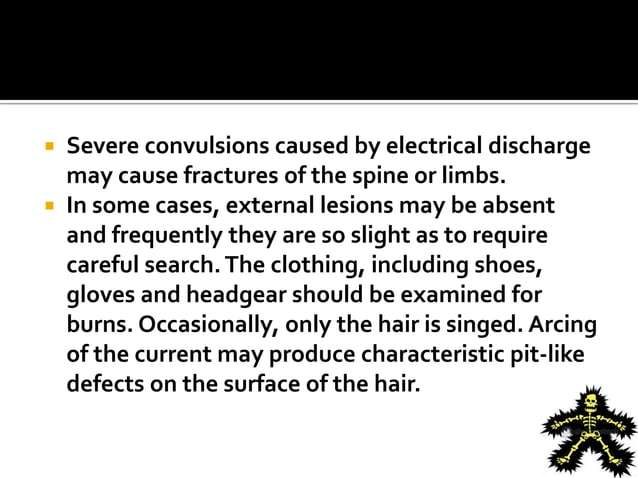 Severe convulsions caused by electrical discharge
may cause fractures of the spine or limbs.
In some cases, external lesions may be absent
and frequently they are so slight as to require
careful search. The clothing, including shoes,
gloves and headgear should be examined for
burns. Occasionally, only the hair is singed. Arcing
of the current may produce characteristic pit-like
defects on the surface of the hair.